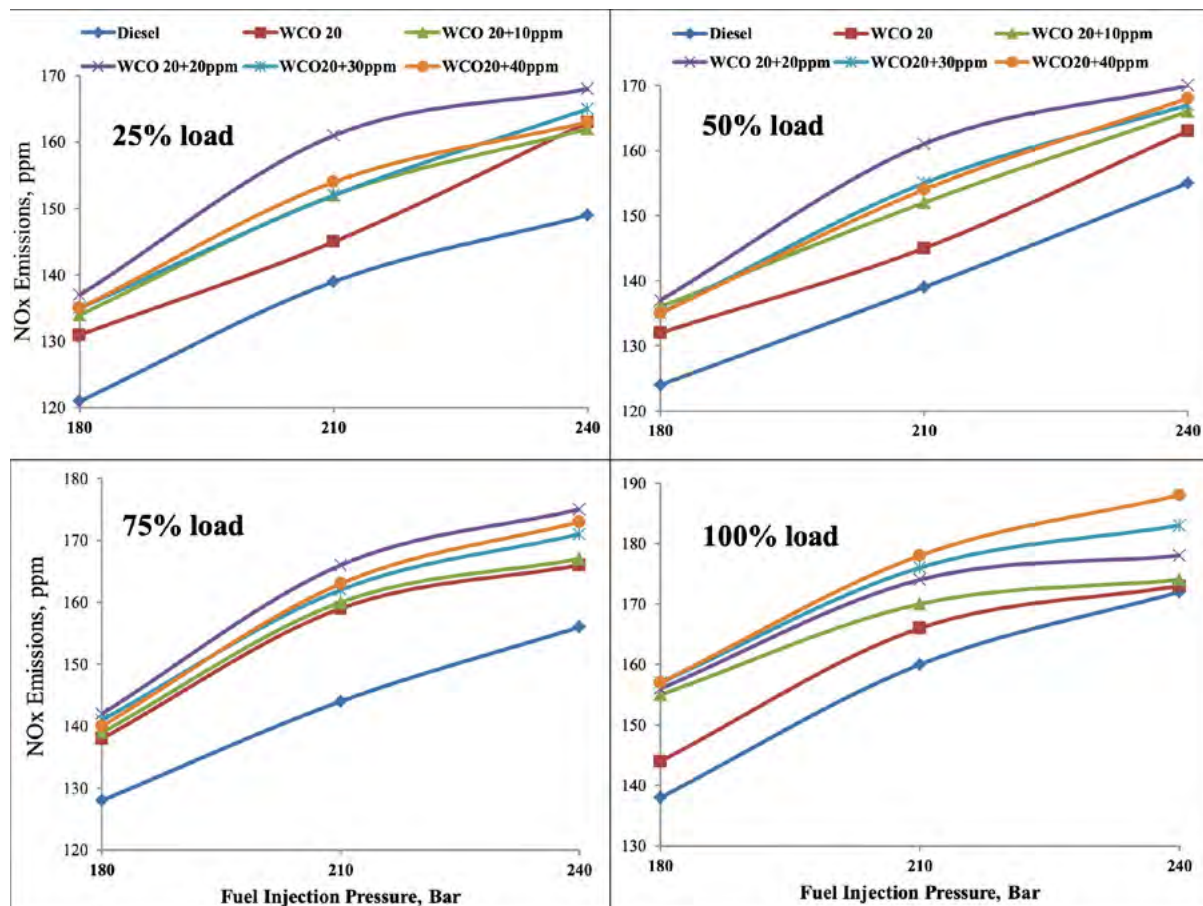 Diesel WCO 20 WCO 20+10ppm
WCO 20+20ppm WCO20+30ppm WCO20+40ppm
170
160
150
140
130
120
NOx Emissions, ppm
25% load
180 210 240
Diesel WCO 20 WCO 20+10ppm
WCO 20+20ppm WCO20+30ppm WCO20+40ppm
170
160
150
140
130
120
50% load
180 210 240
180
170
160
150
140
130
120
NOx Emissions, ppm
75% load
180 210 240
Fuel Injection Pressure, Bar
190
180
170
160
150
140
130
100% load
180 210 240
Fuel Injection Pressure, Bar